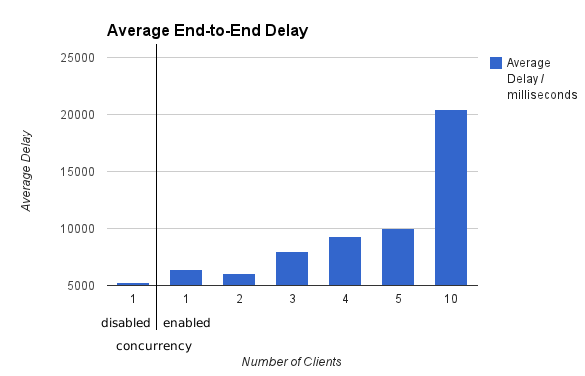 Average End-to-End Delay
25000
20000
15000
10000
5000
Average Delay
Average
Delay /
milliseconds
1 1 2 3 4 5 10
disabled enabled
concurrency
Number of Clients